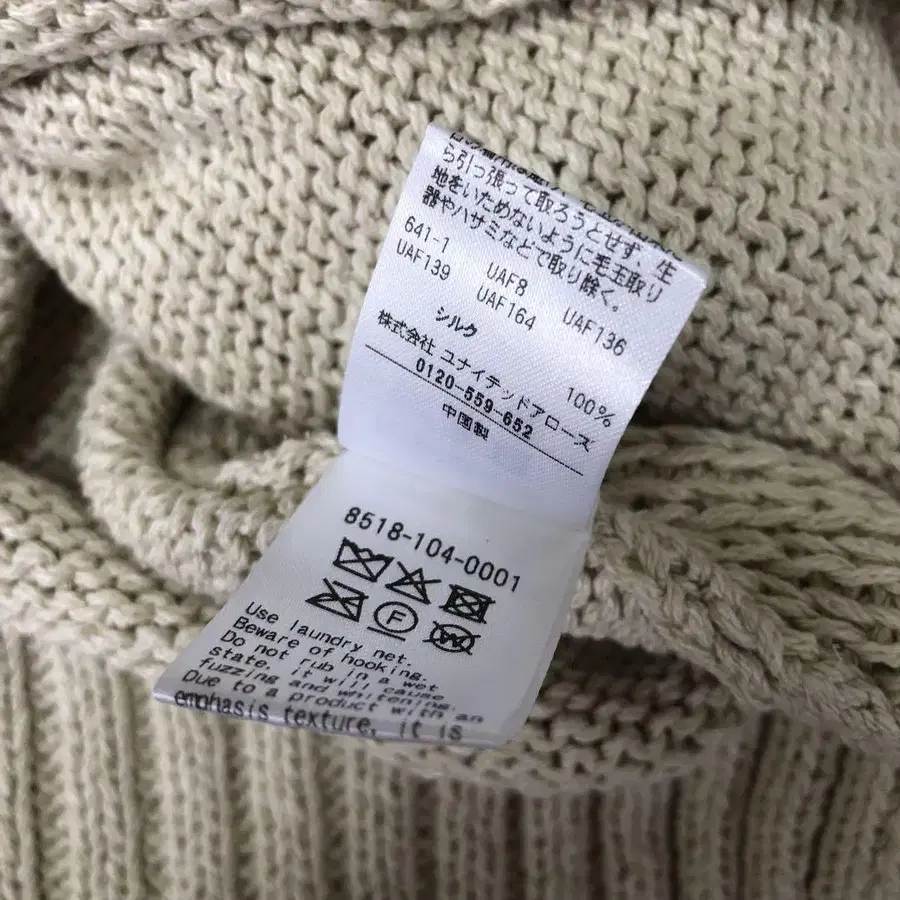 ら引っ張って取ろうとせず、生
地をいためないように毛玉取り
器やハサミなどで取り除く。
641-1 UAF8 UAF136
UAF139 UAF164
シルク 100%
株式会社 ユナイテッドアローズ
0120-559-652
中国製
8518-104-0001
F
W
Use laundry net.
Beware of hooking.
Do not rub in a wet
state, it will cause
fuzzing and whitening.
Due to a product with an
emphasis texture, it is